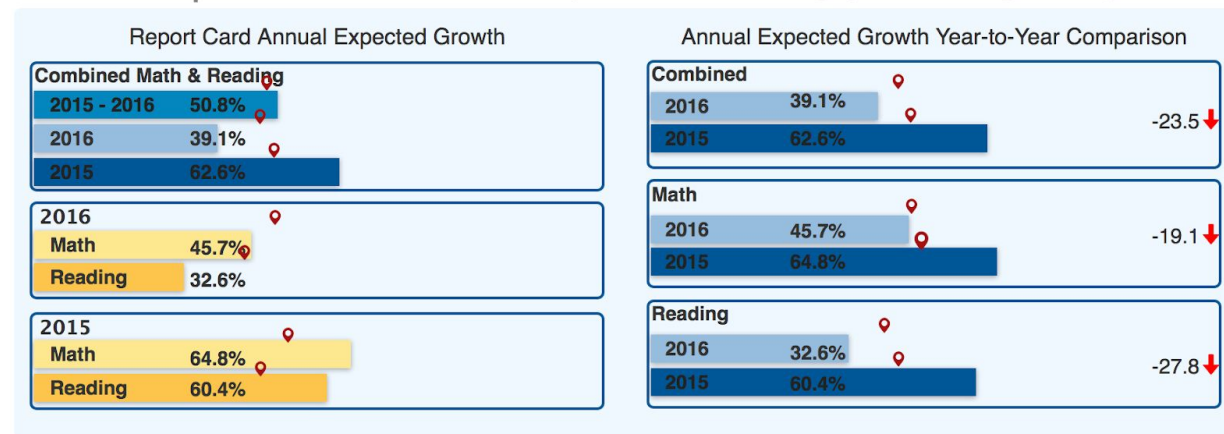 Report Card Annual Expected Growth
Combined Math & Reading
2015 - 2016 50.8%
2016 39.1%
2015 62.6%
2016
Math 45.7%
Reading 32.6%
2015
Math 64.8%
Reading 60.4%
Annual Expected Growth Year-to-Year Comparison
Combined
2016 39.1%
2015 62.6%
-23.5
Math
2016 45.7%
2015 64.8%
-19.1
Reading
2016 32.6%
2015 60.4%
-27.8